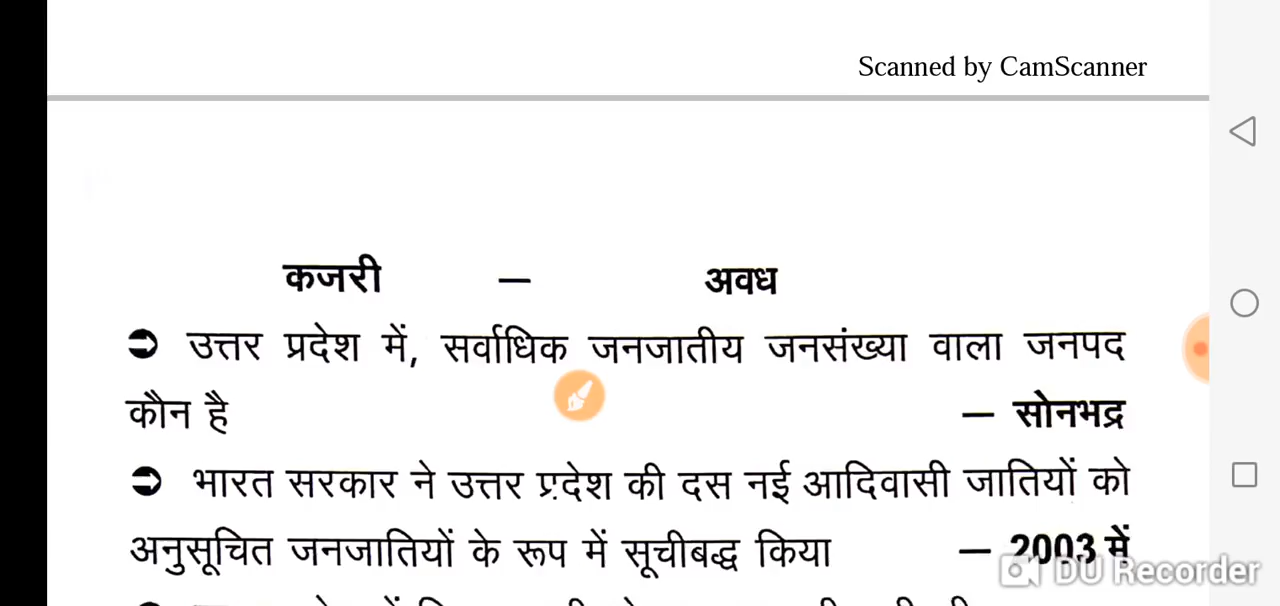 Scanned by CamScanner
कजरी — अवध
➲ उत्तर प्रदेश में, सर्वाधिक जनजातीय जनसंख्या वाला जनपद
कौन है — सोनभद्र
➲ भारत सरकार ने उत्तर प्रदेश की दस नई आदिवासी जातियों को
अनुसूचित जनजातियों के रूप में सूचीबद्ध किया — 2003 में
DU Recorder